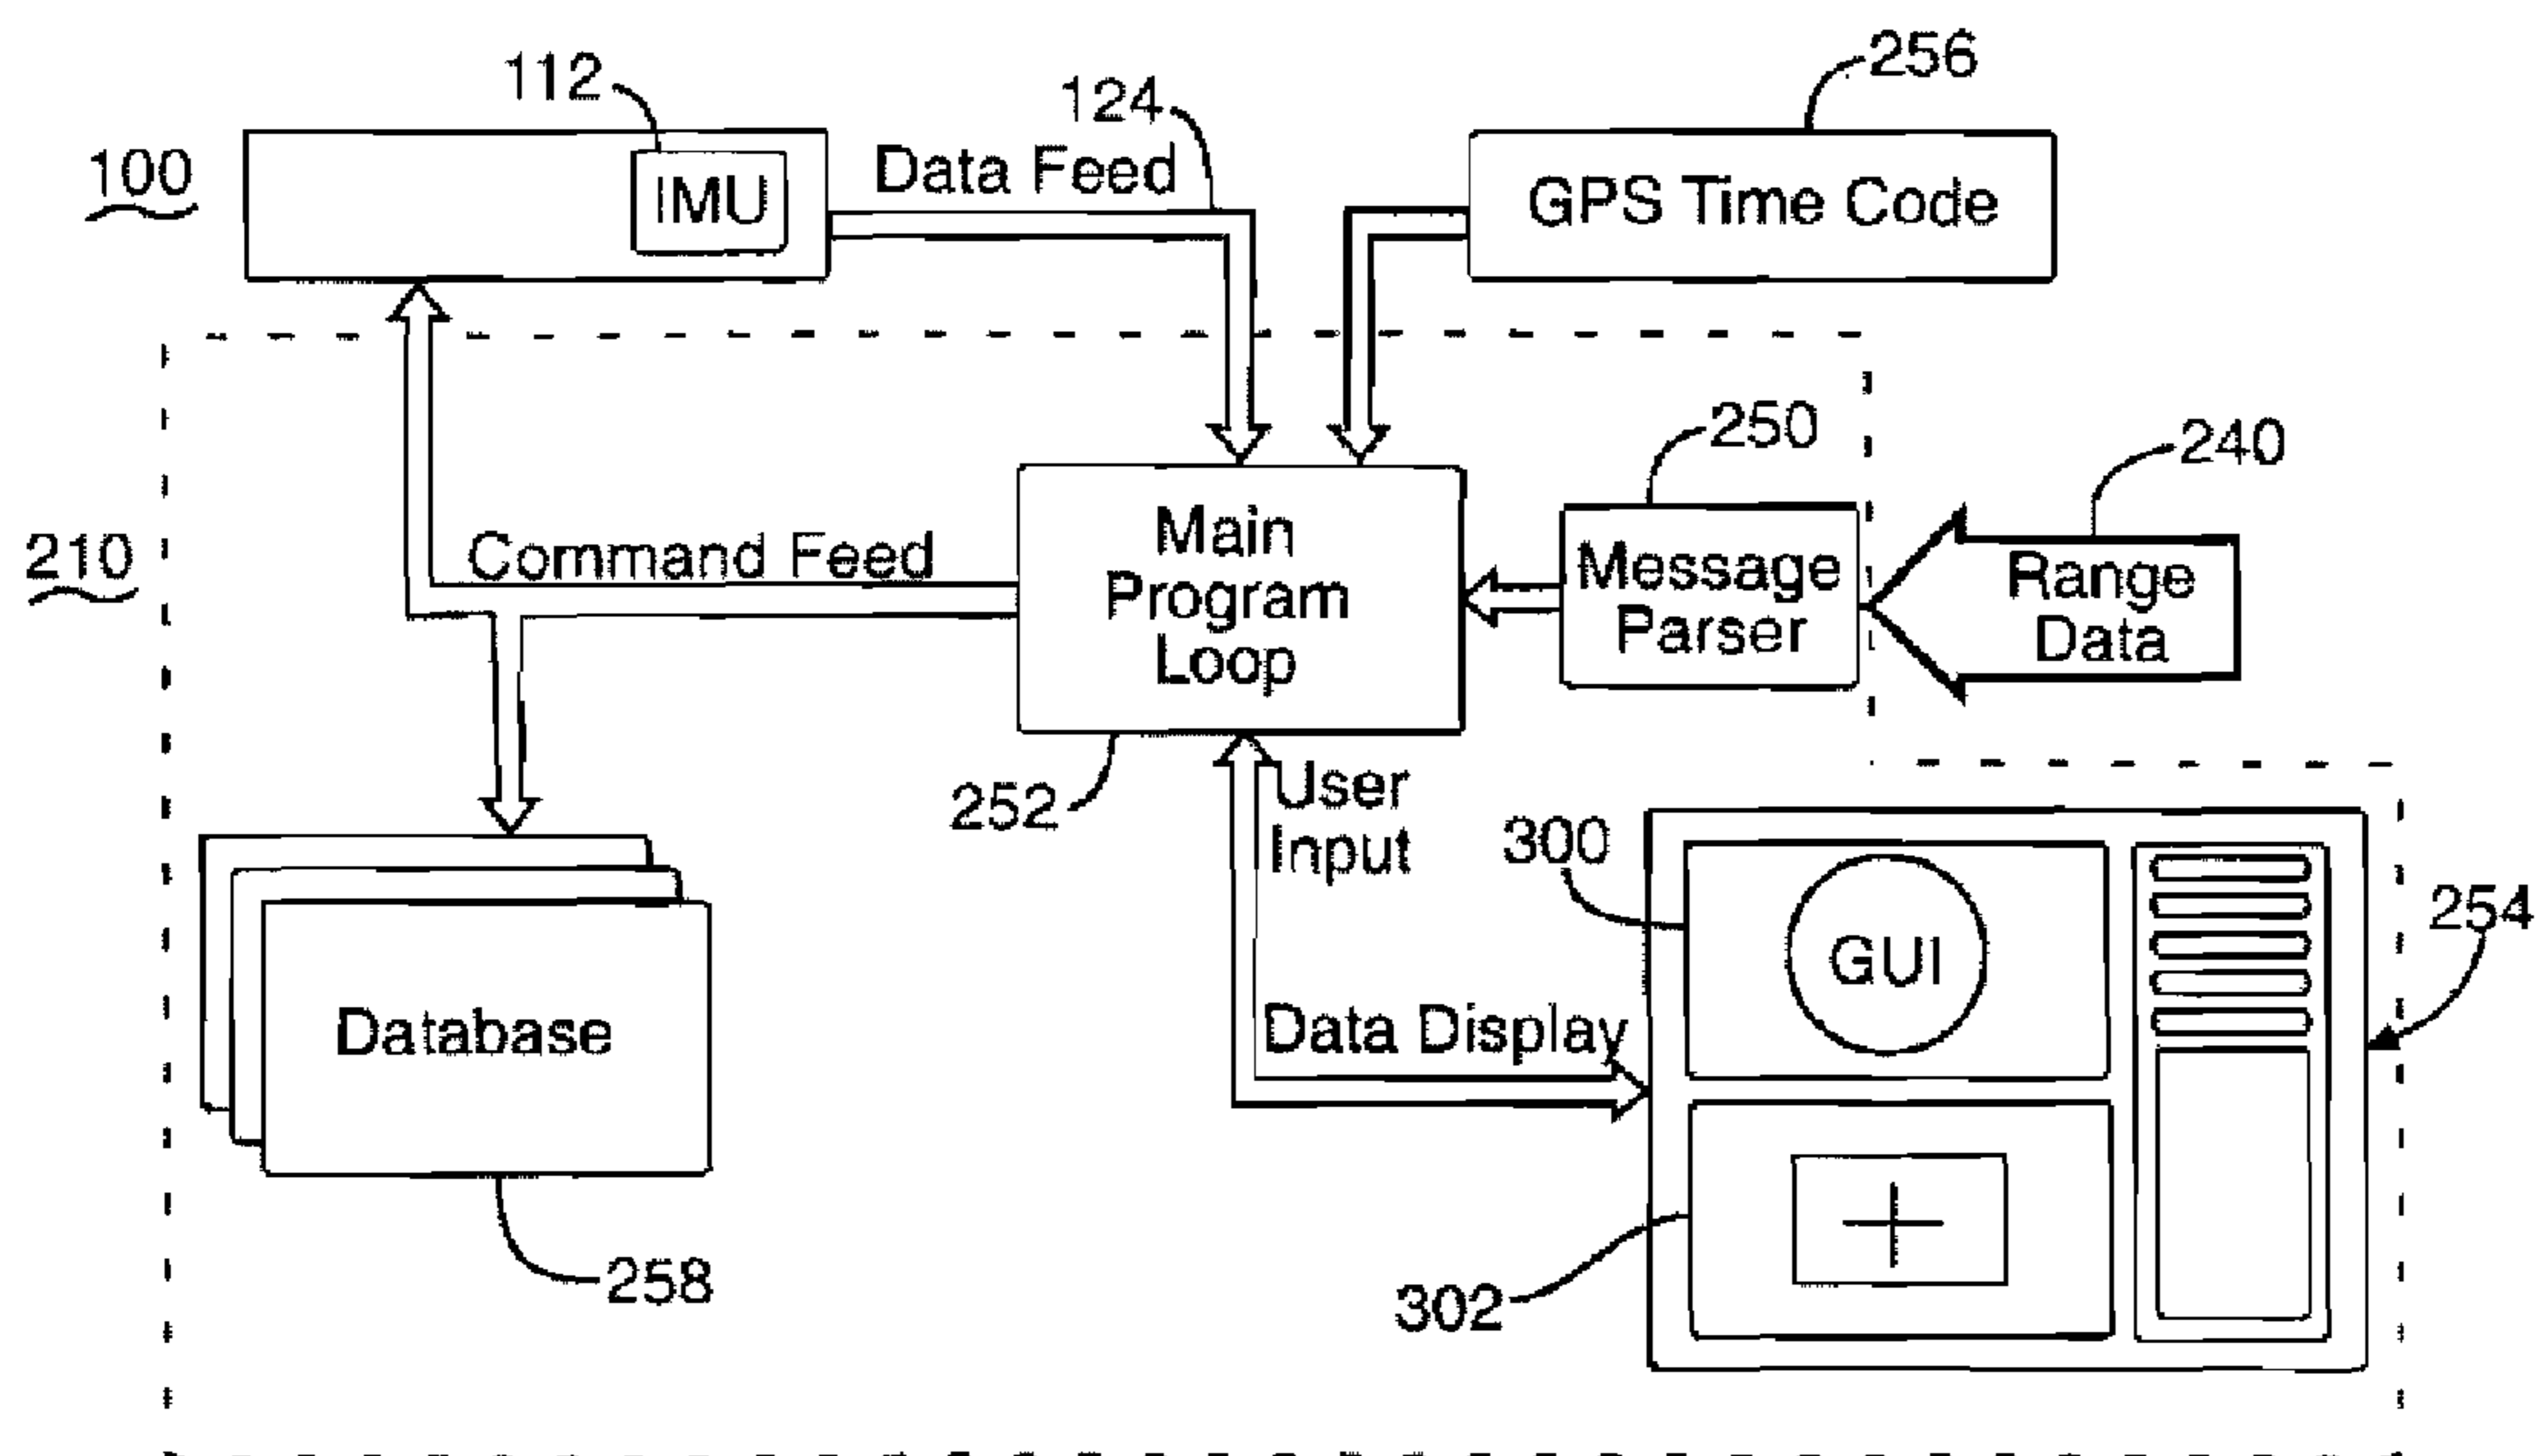 112
124
256
100
IMU
Data Feed
GPS Time Code
250
240
210
Command Feed
Main
Program
Loop
Message
Parser
Range
Data
252
User
Input
300
GUI
254
Database
Data Display
258
302